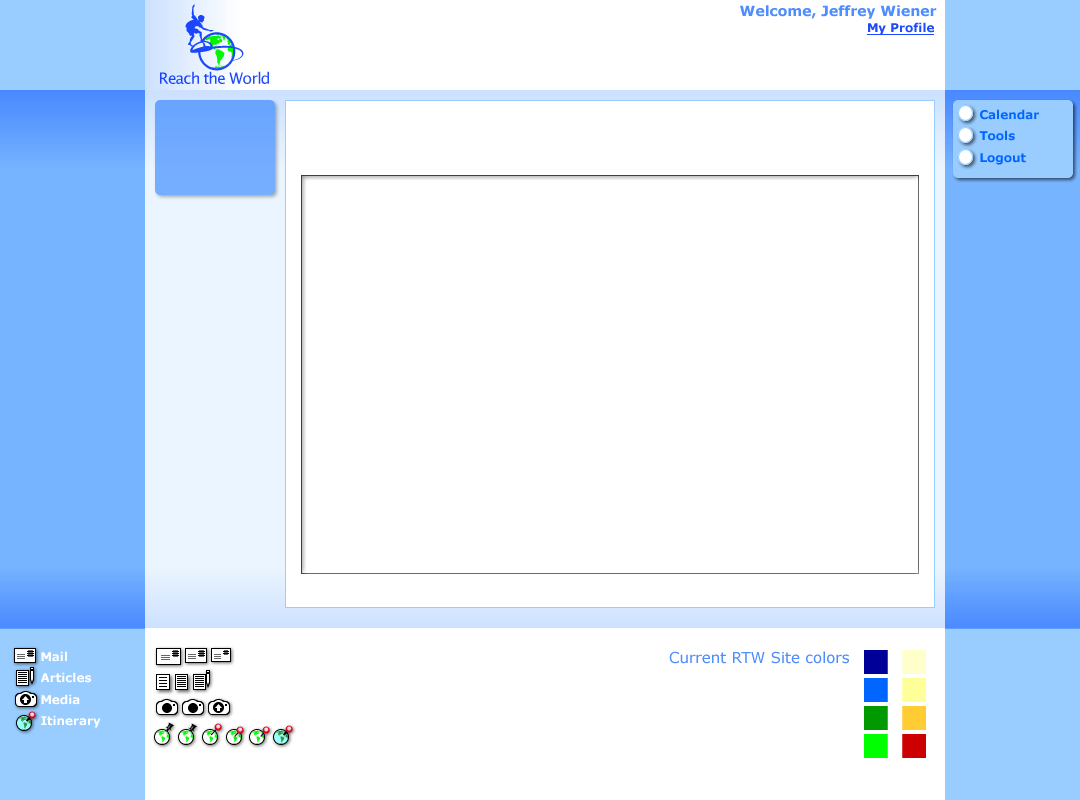 Welcome, Jeffrey Wiener
My Profile
Reach the World
Calendar
Tools
Logout
Mail
Articles
Media
Itinerary
Current RTW Site colors